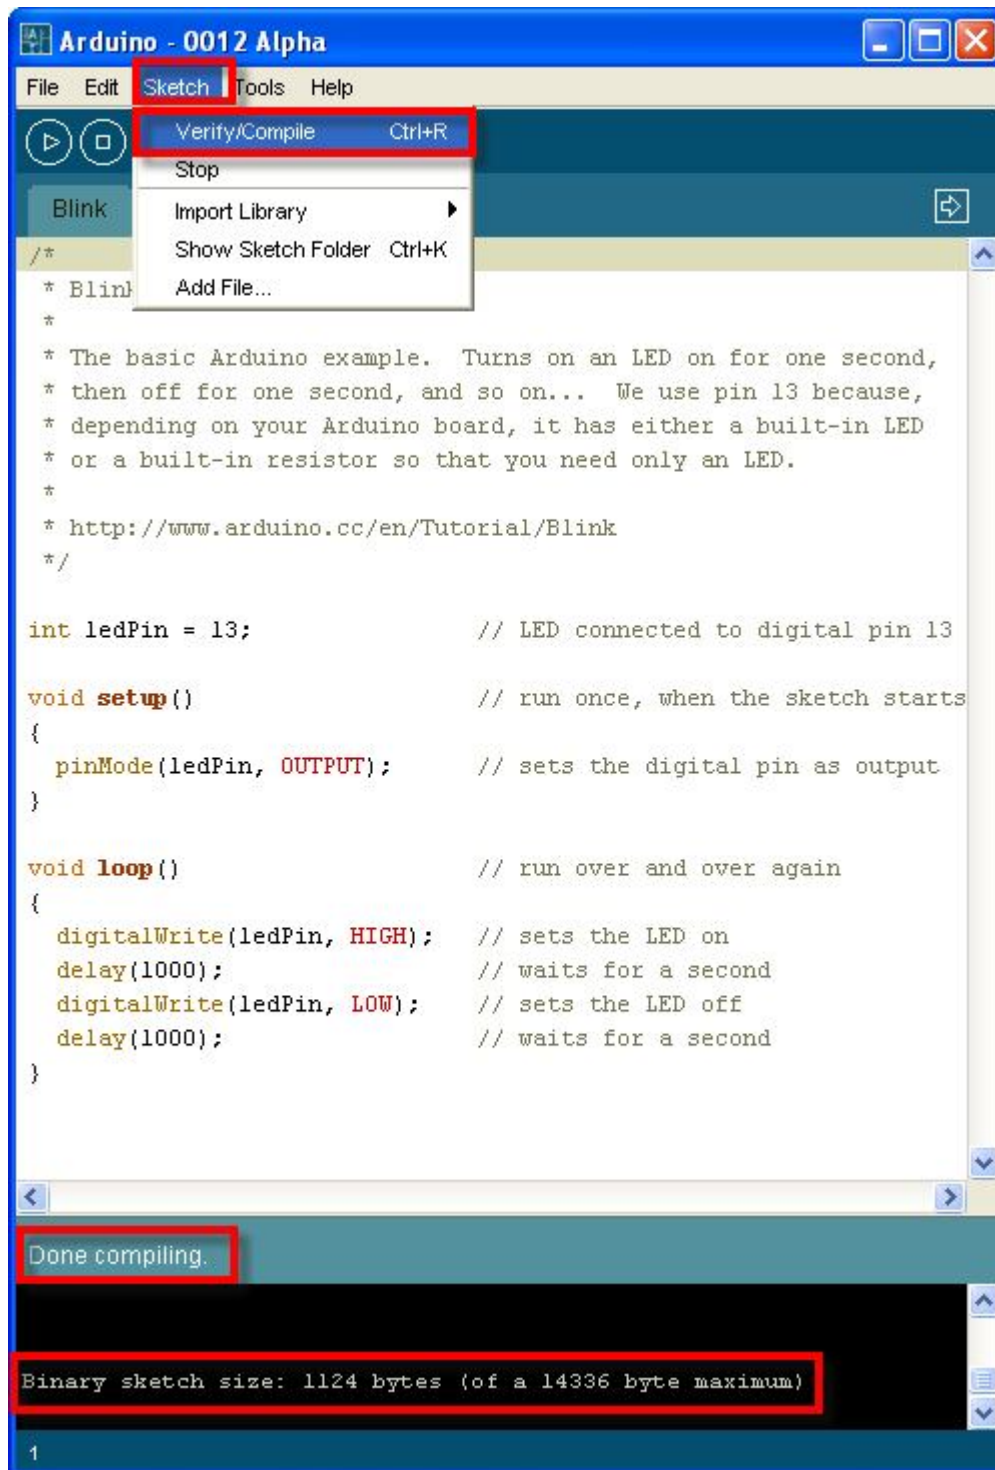 Arduino - 0012 Alpha
File Edit Sketch Tools Help
Verify/Compile Ctrl+R
Stop
Import Library
Show Sketch Folder Ctrl+K
Add File...
Blink
/*
 *
 *
 * The basic Arduino example.  Turns on an LED on for one second,
 * then off for one second, and so on...  We use pin 13 because,
 * depending on your Arduino board, it has either a built-in LED
 * or a built-in resistor so that you need only an LED.
 *
 * http://www.arduino.cc/en/Tutorial/Blink
 */
int ledPin = 13;                // LED connected to digital pin 13
void setup()                    // run once, when the sketch starts
{
  pinMode(ledPin, OUTPUT);      // sets the digital pin as output
}
void loop()                     // run over and over again
{
  digitalWrite(ledPin, HIGH);   // sets the LED on
  delay(1000);                  // waits for a second
  digitalWrite(ledPin, LOW);    // sets the LED off
  delay(1000);                  // waits for a second
}
Done compiling.
Binary sketch size: 1124 bytes (of a 14336 byte maximum)
1